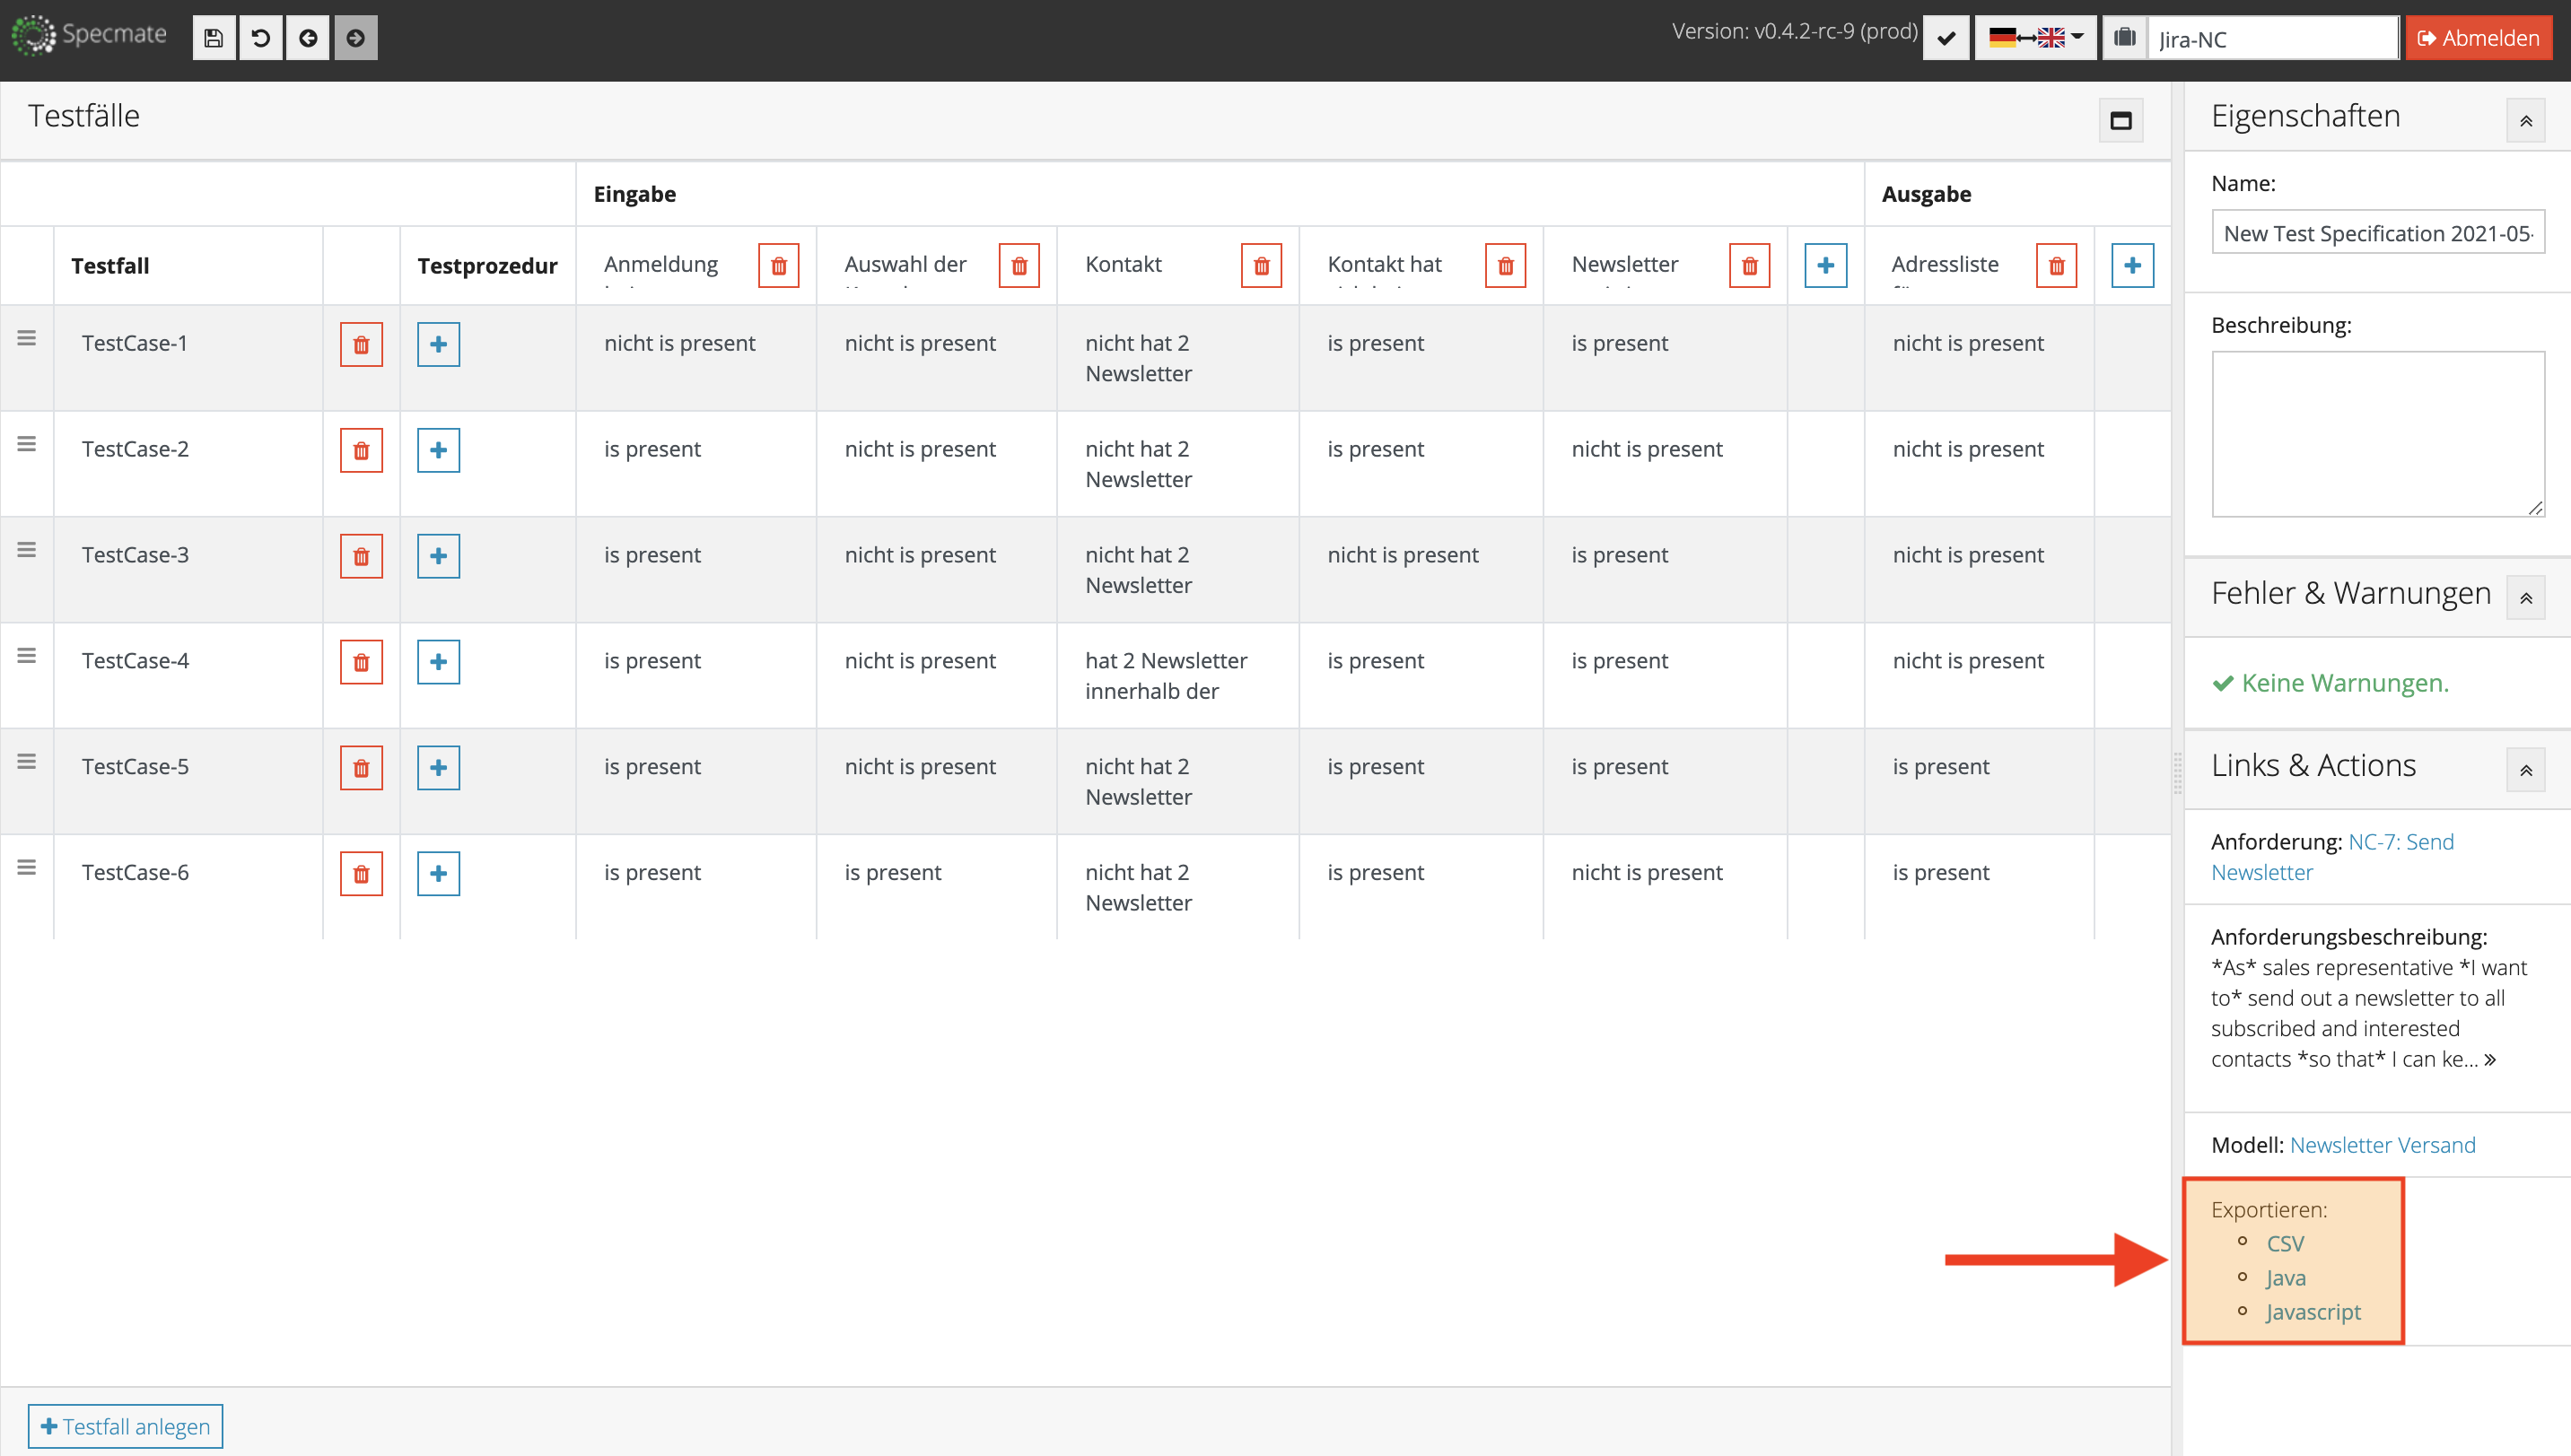 Specmate
Version: v0.4.2-rc-9 (prod)
Jira-NC
Abmelden
Testfälle
Eingabe
Ausgabe
Testfall
Testprozedur
Anmeldung
Auswahl der
Kontakt
Kontakt hat
Newsletter
Adressliste
TestCase-1
nicht is present
nicht is present
nicht hat 2
Newsletter
is present
is present
nicht is present
TestCase-2
is present
nicht is present
nicht hat 2
Newsletter
is present
nicht is present
nicht is present
TestCase-3
is present
nicht is present
nicht hat 2
Newsletter
nicht is present
is present
nicht is present
TestCase-4
is present
nicht is present
hat 2 Newsletter
innerhalb der
is present
is present
nicht is present
TestCase-5
is present
nicht is present
nicht hat 2
Newsletter
is present
is present
is present
TestCase-6
is present
is present
nicht hat 2
Newsletter
is present
nicht is present
is present
Testfall anlegen
Eigenschaften
Name:
New Test Specification 2021-05-
Beschreibung:
Fehler & Warnungen
Keine Warnungen.
Links & Actions
Anforderung: NC-7: Send
Newsletter
Anforderungsbeschreibung:
*As* sales representative *I want
to* send out a newsletter to all
subscribed and interested
contacts *so that* I can ke... »
Modell: Newsletter Versand
Exportieren:
CSV
Java
Javascript